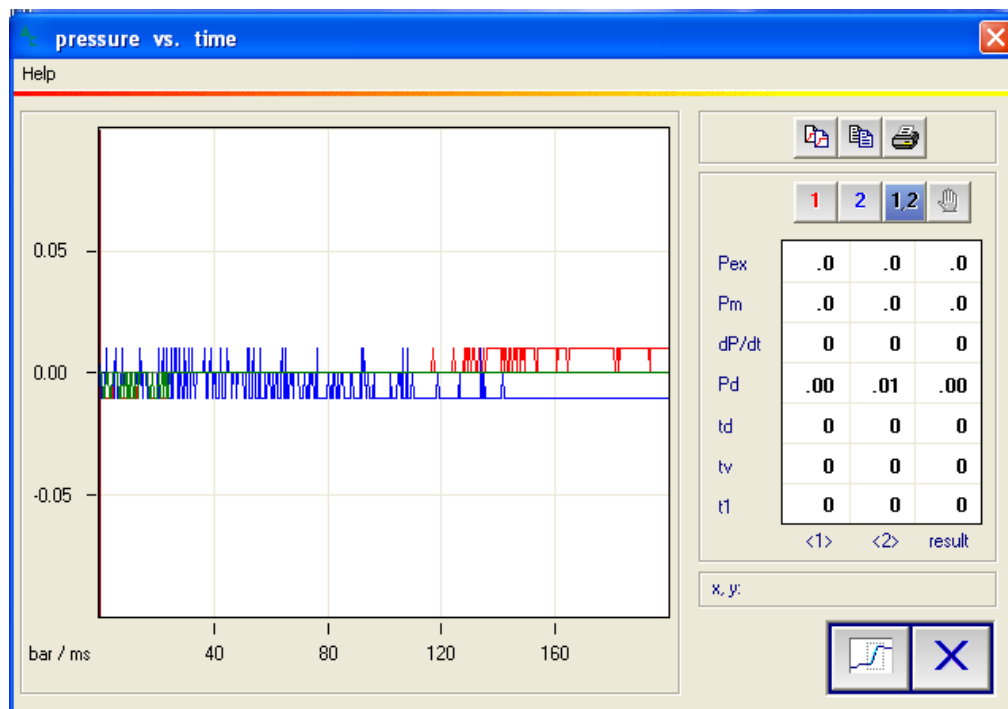 pressure vs. time
Help
1 2 1,2
0.05
0.00
-0.05
bar / ms 40 80 120 160
Pex .0 .0 .0
Pm .0 .0 .0
dP/dt 0 0 0
Pd .00 .01 .00
td 0 0 0
tv 0 0 0
t1 0 0 0
<1> <2> result
x, y: